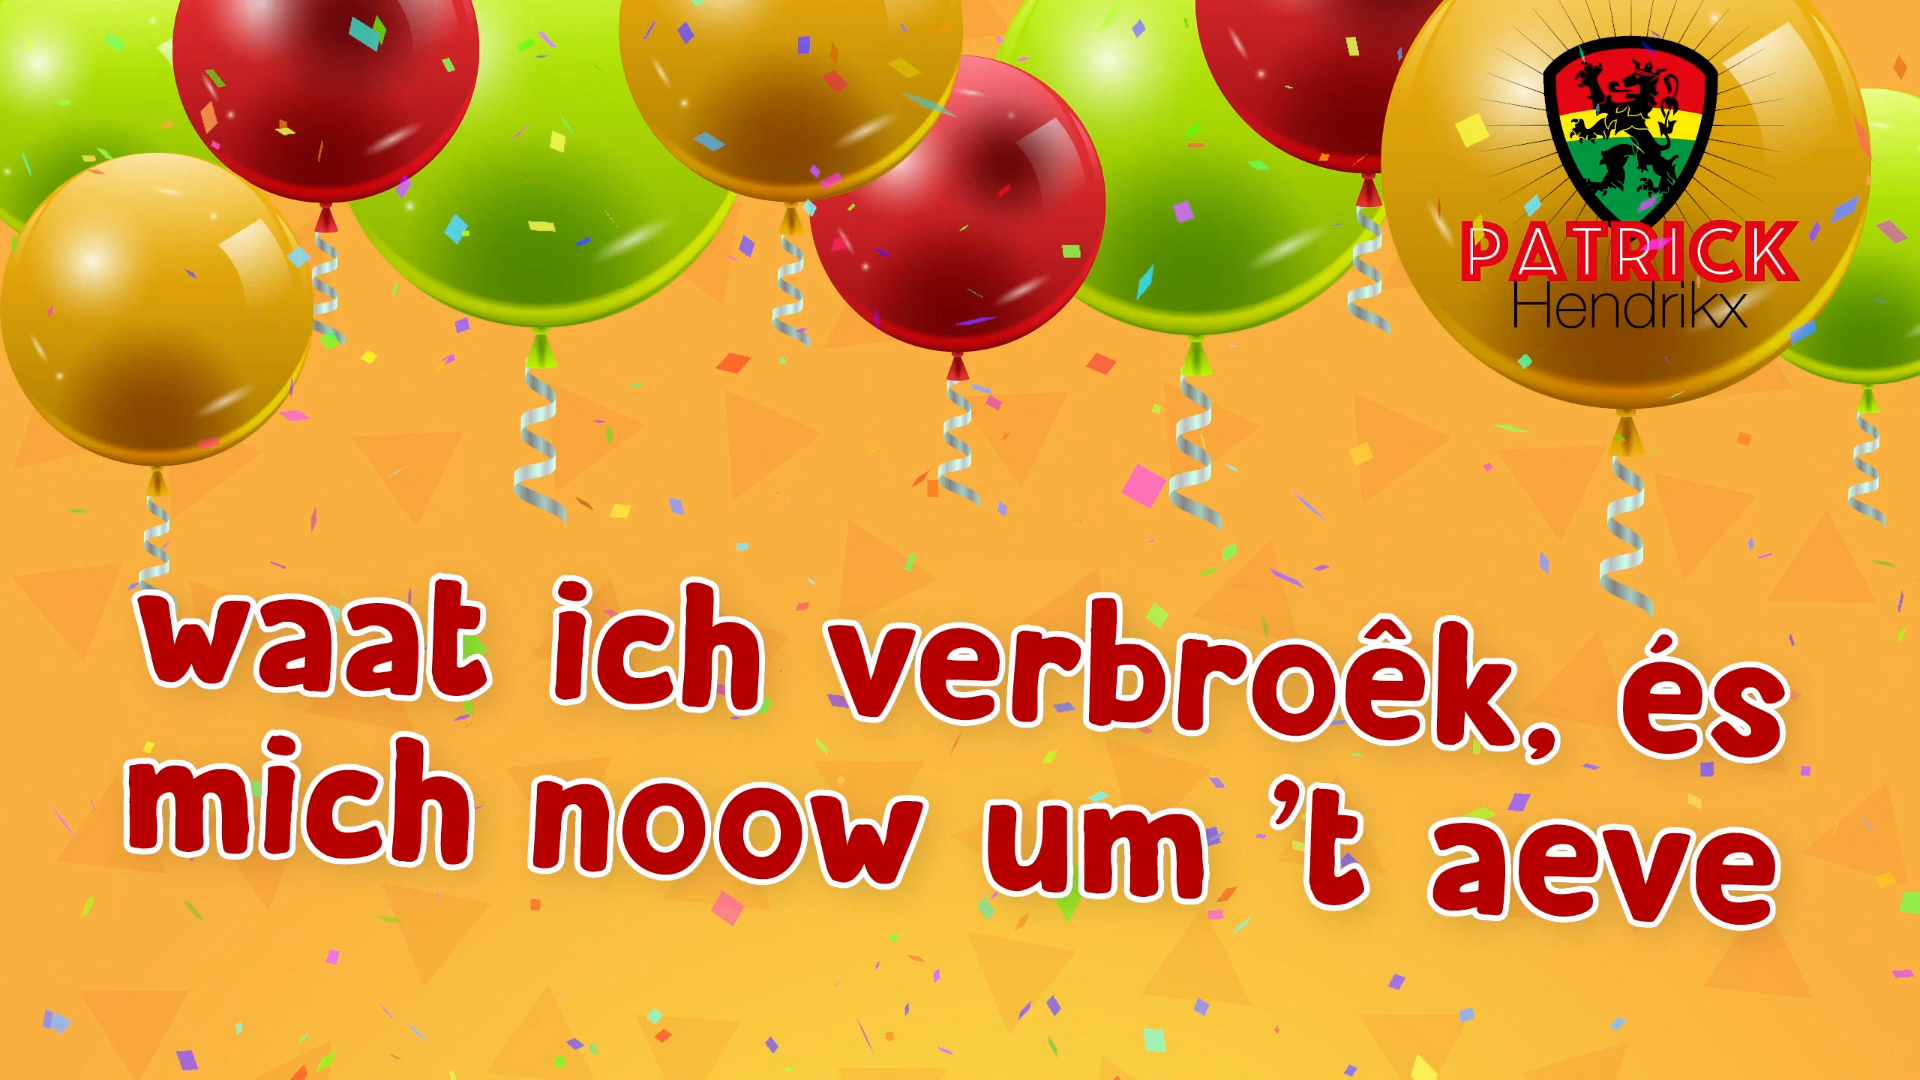 PATRICK
Hendrikx
waat ich verbroêk, és
mich noow um 't aeve